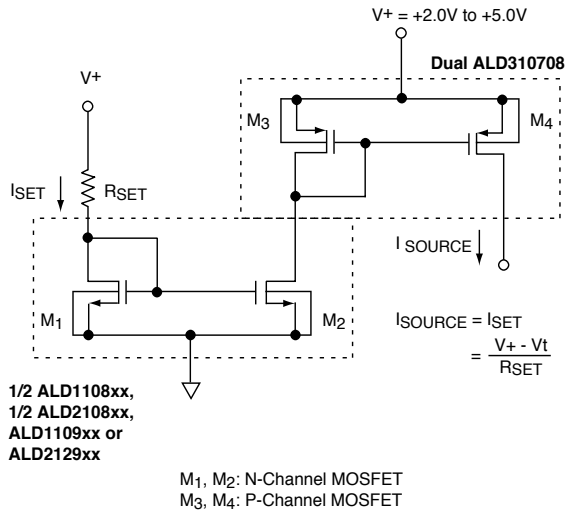 V+ = +2.0V to +5.0V
Dual ALD310708
V+
M3
M4
ISET
RSET
I SOURCE
M1
M2
ISOURCE = ISET
= V+ - Vt
RSET
1/2 ALD1108xx,
1/2 ALD2108xx,
ALD1109xx or
ALD2129xx
M1, M2: N-Channel MOSFET
M3, M4: P-Channel MOSFET